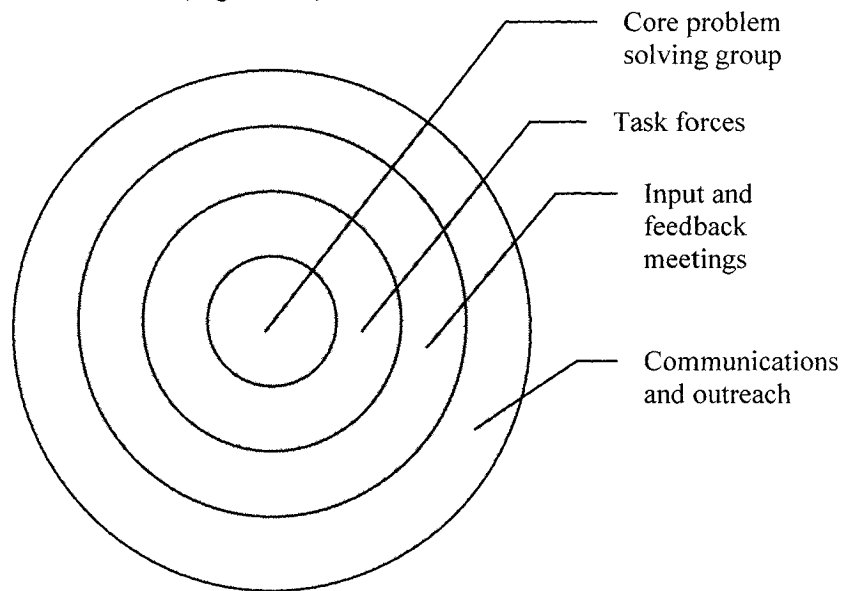 Core problem
solving group
Task forces
Input and
feedback
meetings
Communications
and outreach